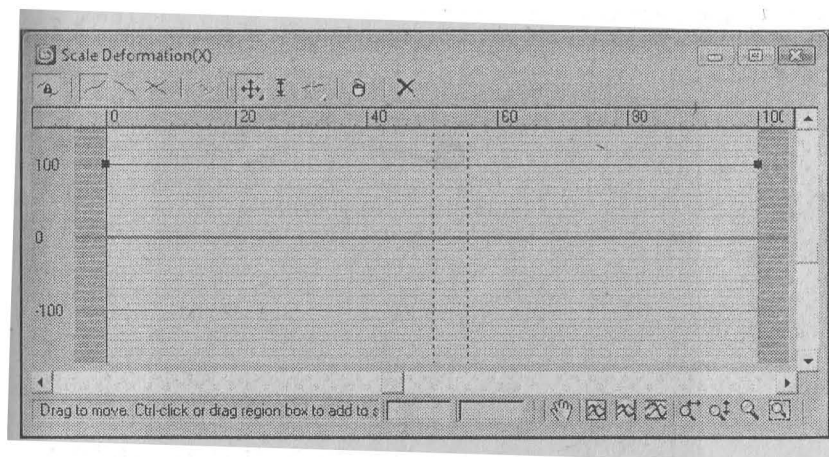 Scale Deformation(X)
0 20 40 60 80 100
100
0
-100
Drag to move. Ctrl-click or drag region box to add to s